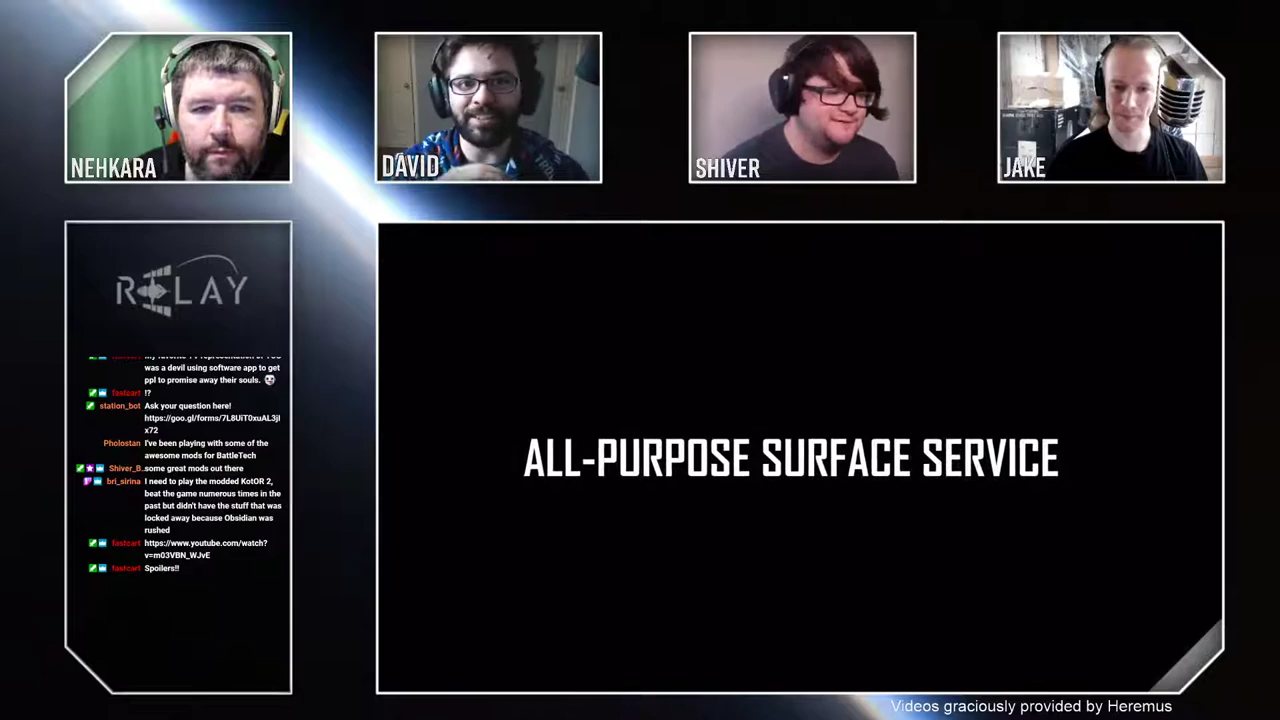 NEHKARA
DAVID
SHIVER
JAKE
RELAY
was a devil using software app to get
ppl to promise away their souls.
fastcart !?
station_bot Ask your question here!
https://goo.gl/forms/7L8UiT0xuAL3jI
x72
Pholostan I've been playing with some of the
awesome mods for BattleTech
Shiver_B.. some great mods out there
bri_sirina I need to play the modded KotOR 2,
beat the game numerous times in the
past but didn't have the stuff that was
locked away because Obsidian was
rushed
fastcart https://www.youtube.com/watch?
v=m03VBN_WJvE
fastcart Spoilers!!
ALL-PURPOSE SURFACE SERVICE
Videos graciously provided by Heremus